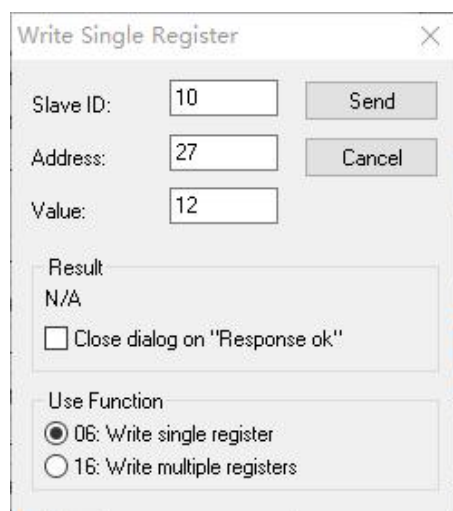 Write Single Register
Slave ID: 10 Send
Address: 27 Cancel
Value: 12
Result
N/A
Close dialog on "Response ok"
Use Function
06: Write single register
16: Write multiple registers